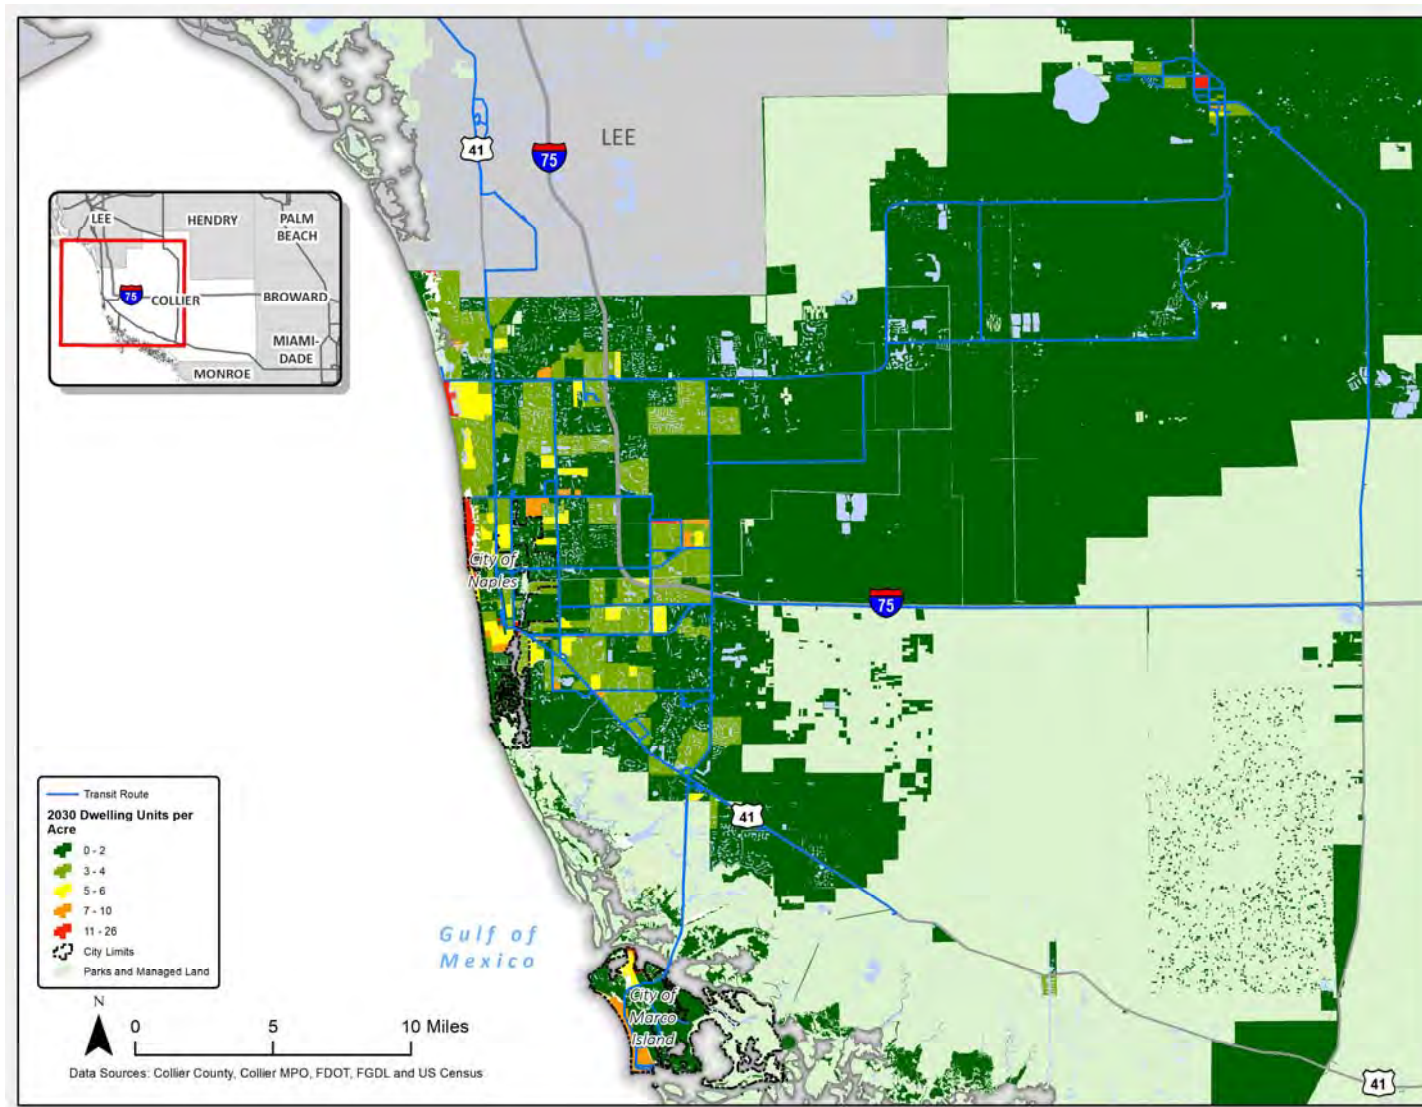 41
75
LEE
LEE
HENDRY
PALM
BEACH
75
COLLIER
BROWARD
MIAMI-
DADE
MONROE
City of
Naples
75
41
Transit Route
2030 Dwelling Units per
Acre
0 - 2
3 - 4
5 - 6
7 - 10
11 - 26
City Limits
Parks and Managed Land
Gulf of
Mexico
City of
Marco
Island
N
0 5 10 Miles
Data Sources: Collier County, Collier MPO, FDOT, FGDL and US Census
41